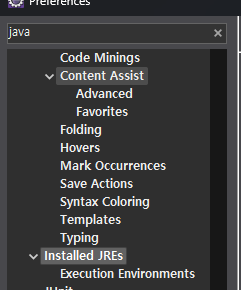 Preferences
java
Code Minings
Content Assist
Advanced
Favorites
Folding
Hovers
Mark Occurrences
Save Actions
Syntax Coloring
Templates
Typing
Installed JREs
Execution Environments
JUnit